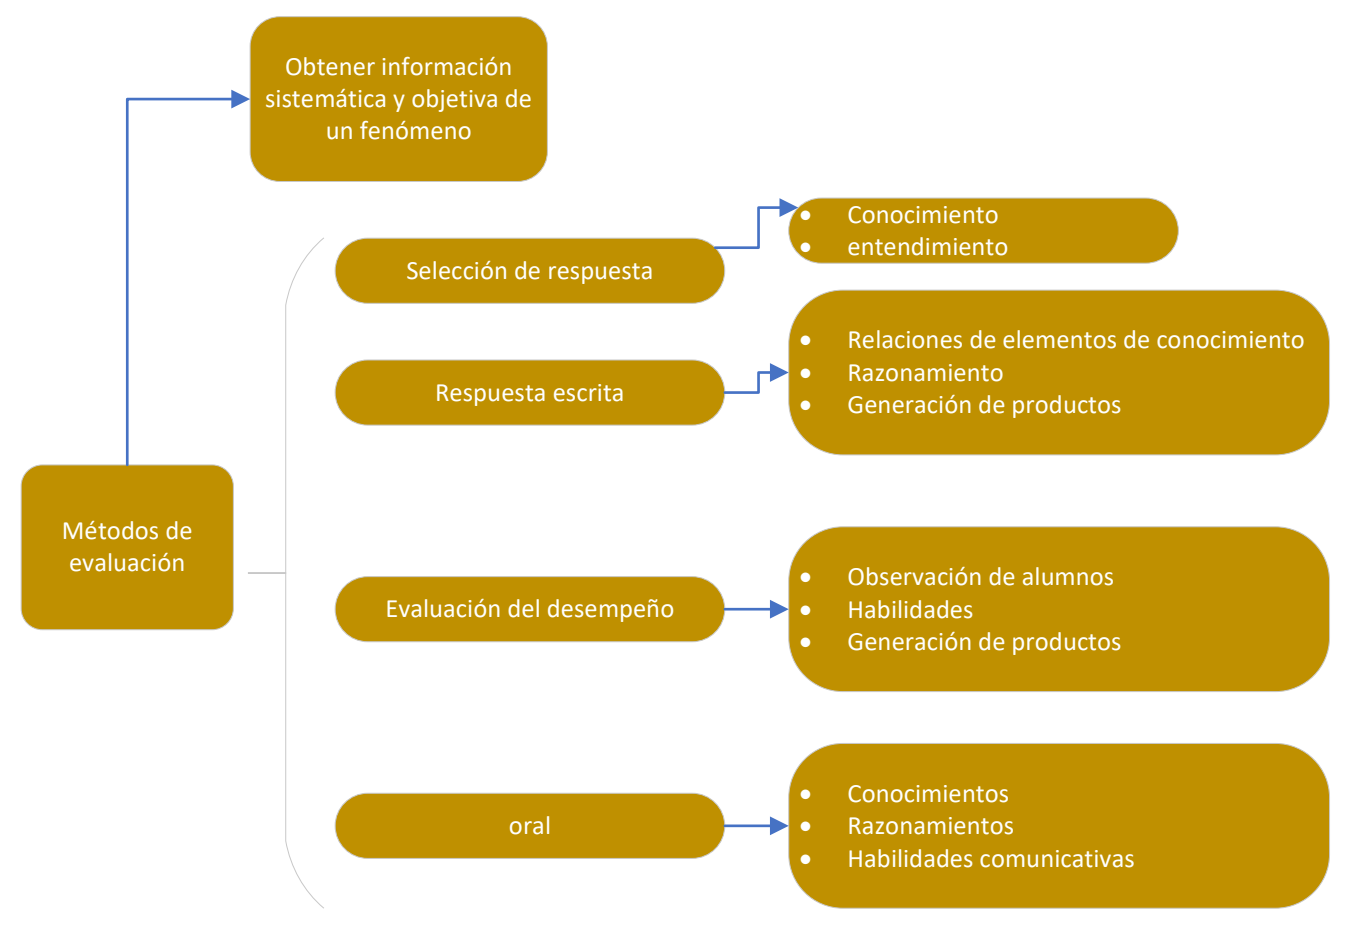 Obtener información
sistemática y objetiva de
un fenómeno
Métodos de
evaluación
Selección de respuesta
• Conocimiento
• entendimiento
Respuesta escrita
• Relaciones de elementos de conocimiento
• Razonamiento
• Generación de productos
Evaluación del desempeño
• Observación de alumnos
• Habilidades
• Generación de productos
oral
• Conocimientos
• Razonamientos
• Habilidades comunicativas